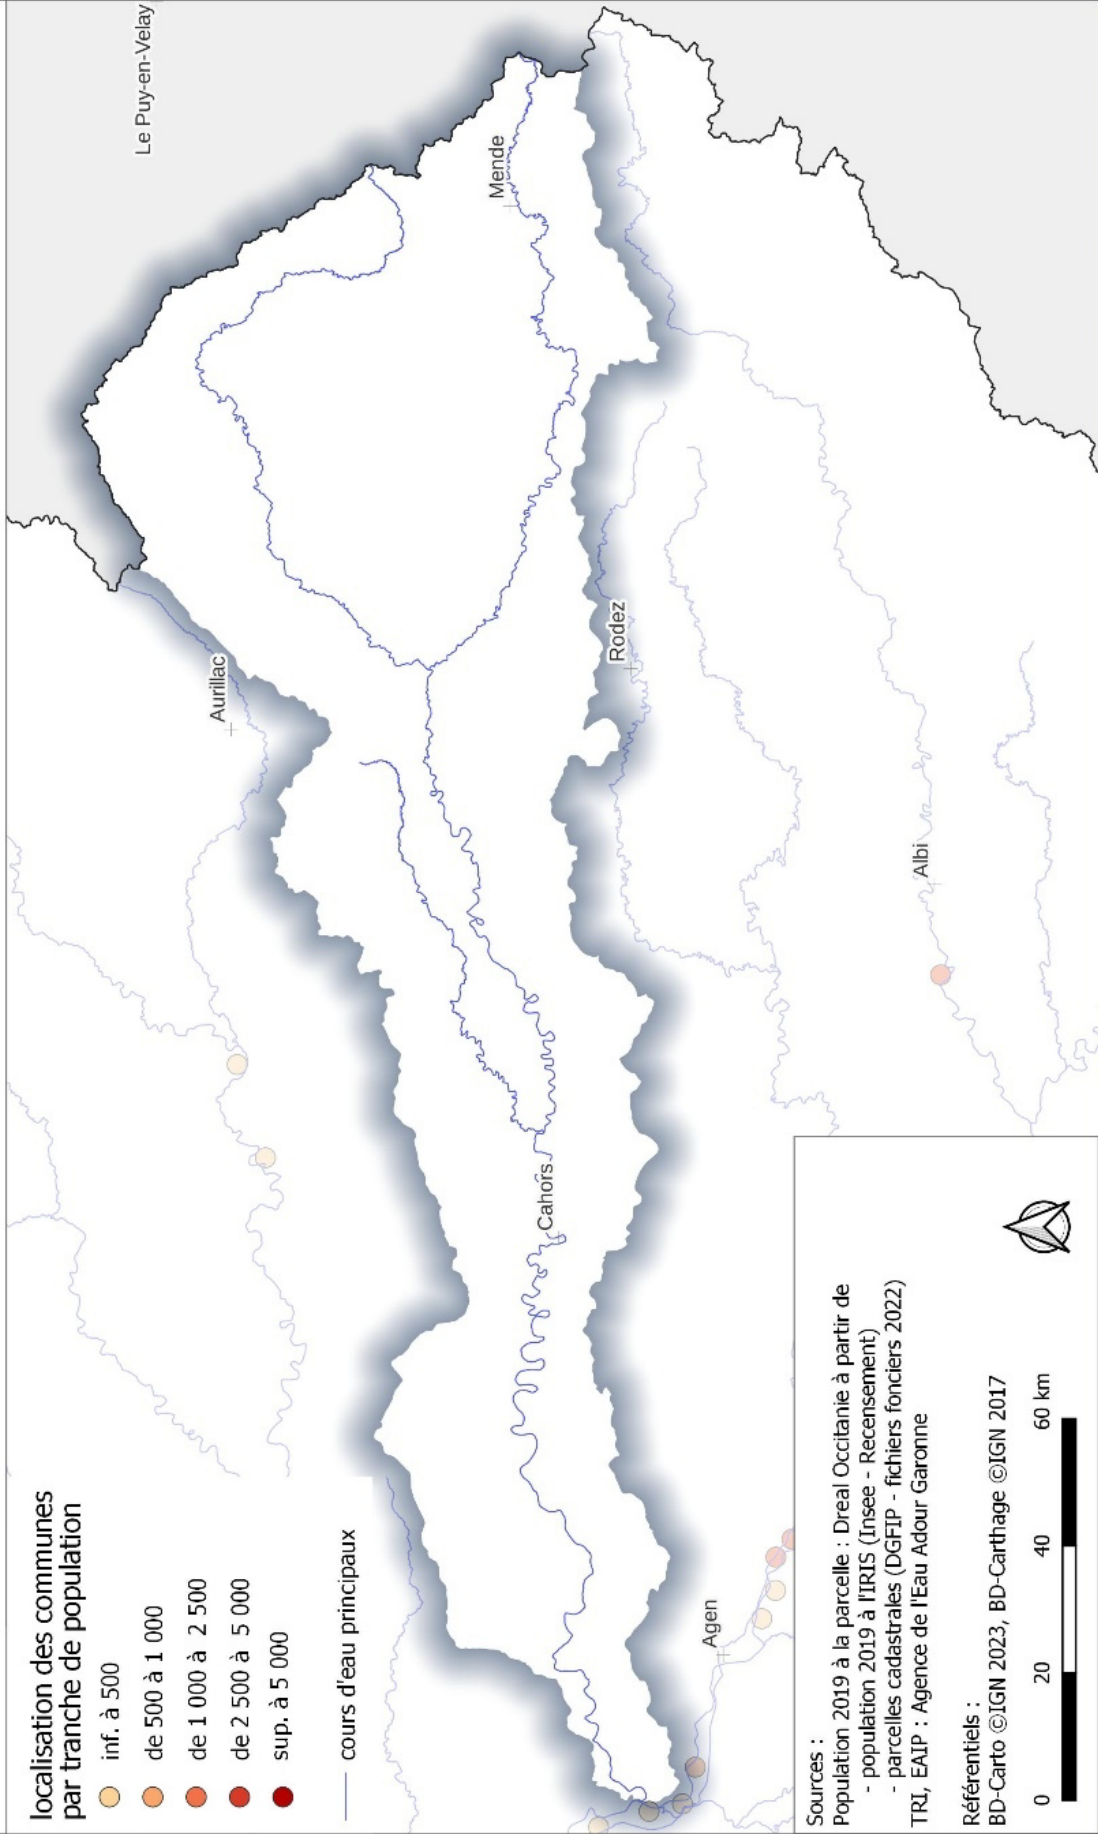 localisation des communes
par tranche de population
inf. à 500
de 500 à 1 000
de 1 000 à 2 500
de 2 500 à 5 000
sup. à 5 000
cours d'eau principaux
Le Puy-en-Velay
Aurillac
Mende
Rodez
Cahors
Albi
Agen
Sources :
Population 2019 à la parcelle : Dreal Occitanie à partir de
- population 2019 à l'IRIS (Insee - Recensement)
- parcelles cadastrales (DGFIP - fichiers fonciers 2022)
TRI, EAIP : Agence de l'Eau Adour Garonne
Référentiels :
BD-Carto ©IGN 2023, BD-Carthage ©IGN 2017
0 20 40 60 km